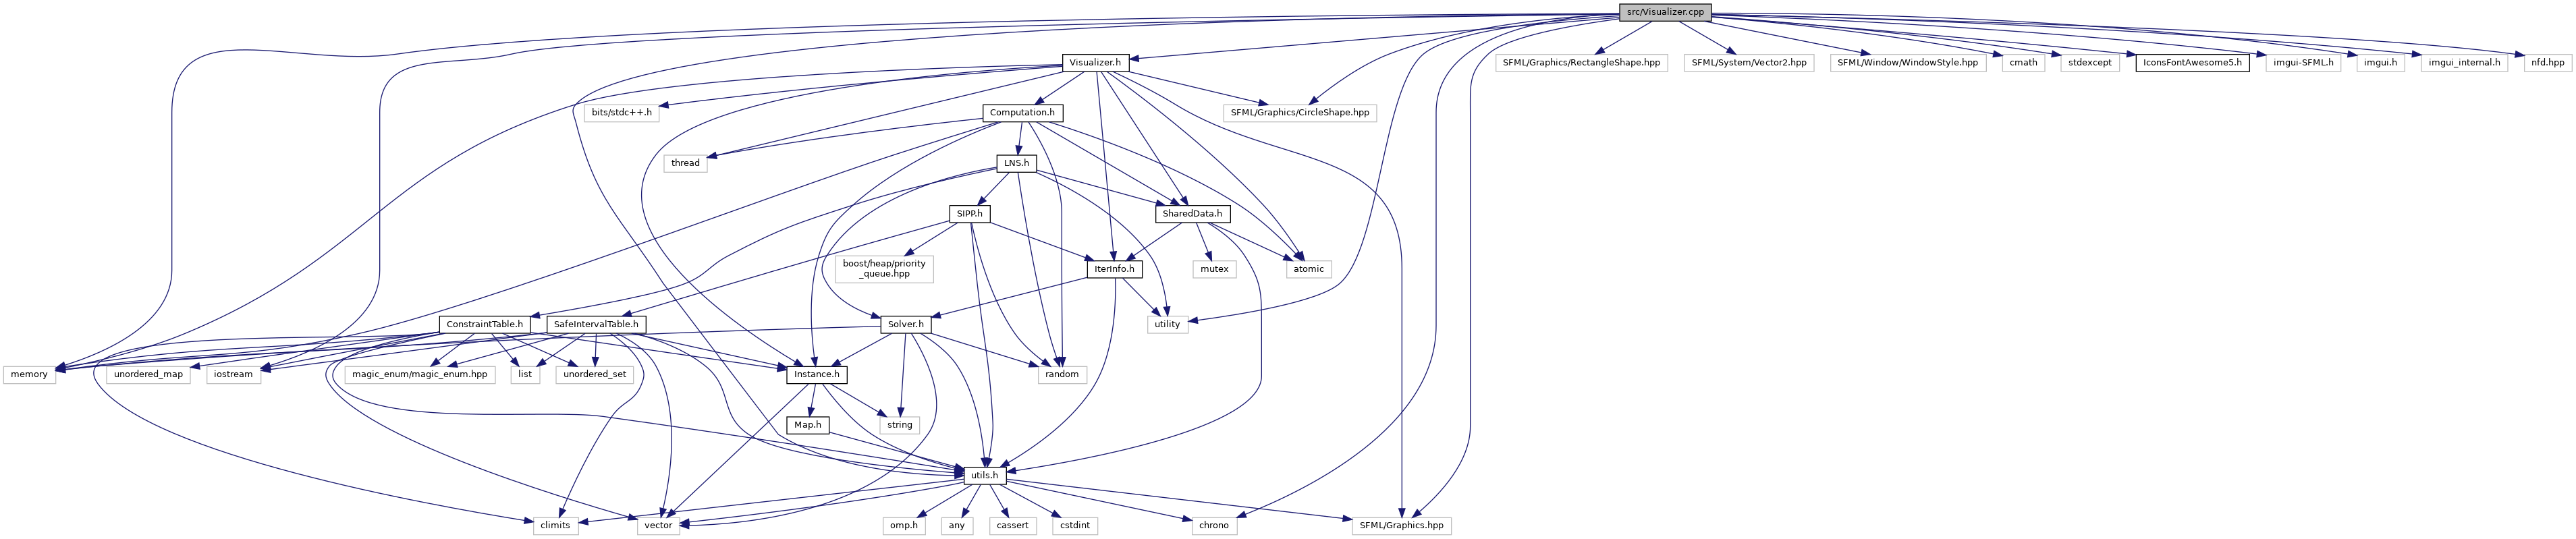 src/Visualizer.cpp
Visualizer.h
SFML/Graphics/RectangleShape.hpp
SFML/System/Vector2.hpp
SFML/Window/WindowStyle.hpp
cmath
stdexcept
IconsFontAwesome5.h
imgui-SFML.h
imgui.h
imgui_internal.h
nfd.hpp
bits/stdc++.h
Computation.h
SFML/Graphics/CircleShape.hpp
thread
LNS.h
SIPP.h
SharedData.h
boost/heap/priority
_queue.hpp
IterInfo.h
mutex
atomic
ConstraintTable.h
SafeIntervalTable.h
Solver.h
utility
memory
unordered_map
iostream
magic_enum/magic_enum.hpp
list
unordered_set
Instance.h
random
Map.h
string
utils.h
climits
vector
omp.h
any
cassert
cstdint
chrono
SFML/Graphics.hpp